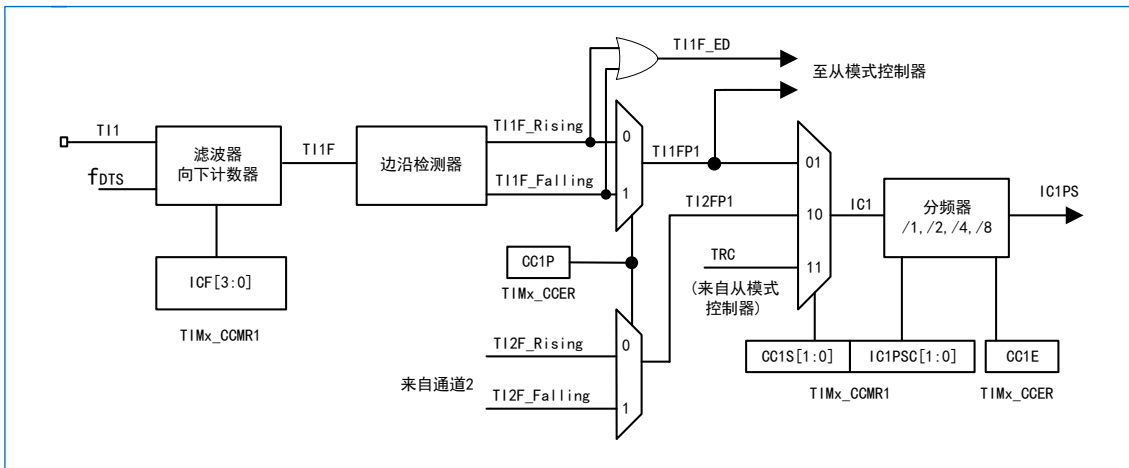 TI1F_ED
至从模式控制器
TI1
fDTS
滤波器
向下计数器
TI1F
边沿检测器
TI1F_Rising
TI1F_Falling
0
1
TI1FP1
TI2FP1
TRC
(来自从模式
控制器)
01
10
11
IC1
分频器
/1,/2,/4,/8
IC1PS
ICF[3:0]
TIMx_CCMR1
CC1P
TIMx_CCER
来自通道2
TI2F_Rising
TI2F_Falling
0
1
CC1S[1:0]
IC1PSC[1:0]
TIMx_CCMR1
CC1E
TIMx_CCER